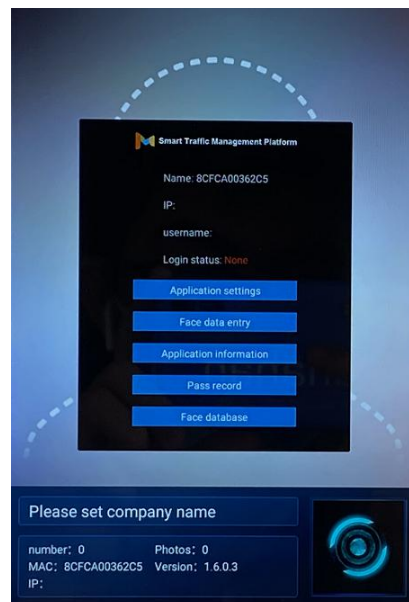 Smart Traffic Management Platform
Name: 8CFCA00362C5
IP:
username:
Login status: None
Application settings
Face data entry
Application information
Pass record
Face database
Please set company name
number: 0 Photos: 0
MAC: 8CFCA00362C5 Version: 1.6.0.3
IP: